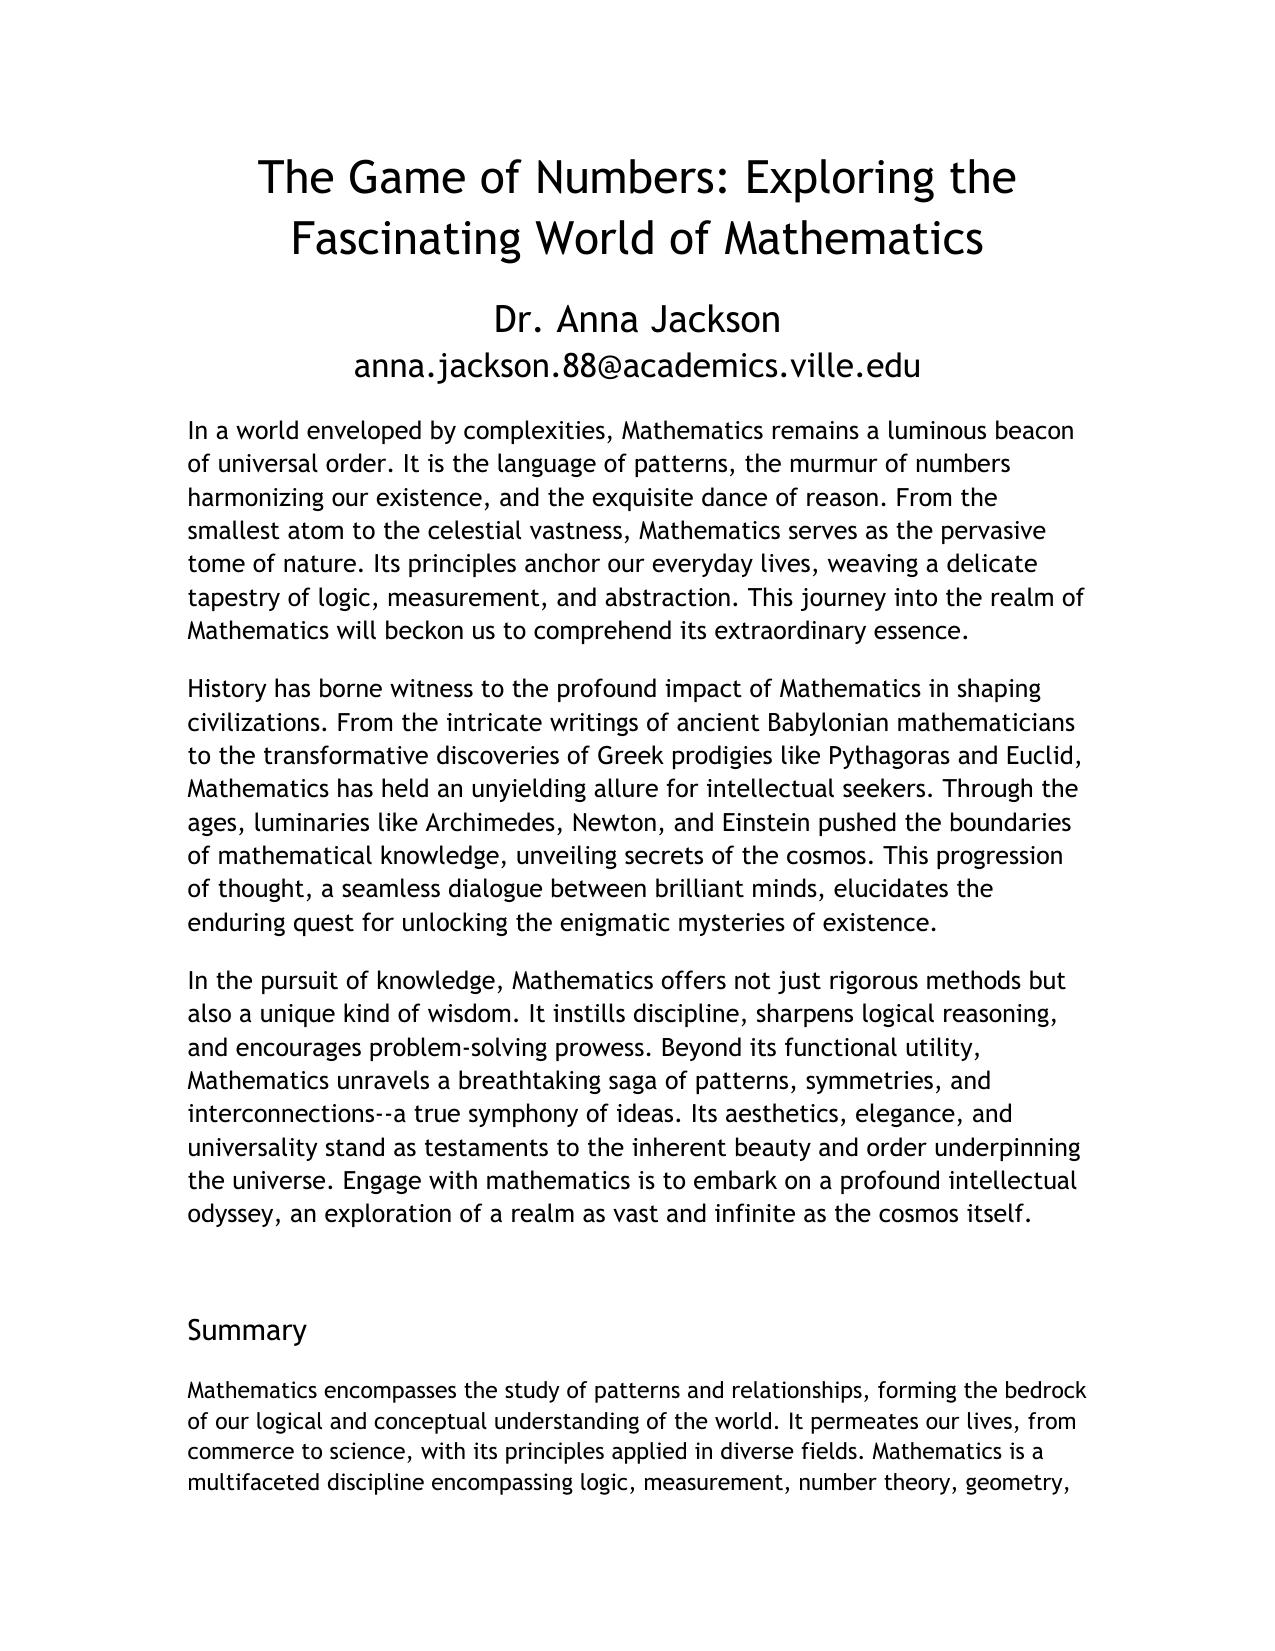 The Game of Numbers: Exploring the
Fascinating World of Mathematics
Dr. Anna Jackson
anna.jackson.88@academics.ville.edu
In a world enveloped by complexities, Mathematics remains a luminous beacon
of universal order. It is the language of patterns, the murmur of numbers
harmonizing our existence, and the exquisite dance of reason. From the
smallest atom to the celestial vastness, Mathematics serves as the pervasive
tome of nature. Its principles anchor our everyday lives, weaving a delicate
tapestry of logic, measurement, and abstraction. This journey into the realm of
Mathematics will beckon us to comprehend its extraordinary essence.
History has borne witness to the profound impact of Mathematics in shaping
civilizations. From the intricate writings of ancient Babylonian mathematicians
to the transformative discoveries of Greek prodigies like Pythagoras and Euclid,
Mathematics has held an unyielding allure for intellectual seekers. Through the
ages, luminaries like Archimedes, Newton, and Einstein pushed the boundaries
of mathematical knowledge, unveiling secrets of the cosmos. This progression
of thought, a seamless dialogue between brilliant minds, elucidates the
enduring quest for unlocking the enigmatic mysteries of existence.
In the pursuit of knowledge, Mathematics offers not just rigorous methods but
also a unique kind of wisdom. It instills discipline, sharpens logical reasoning,
and encourages problem-solving prowess. Beyond its functional utility,
Mathematics unravels a breathtaking saga of patterns, symmetries, and
interconnections--a true symphony of ideas. Its aesthetics, elegance, and
universality stand as testaments to the inherent beauty and order underpinning
the universe. Engage with mathematics is to embark on a profound intellectual
odyssey, an exploration of a realm as vast and infinite as the cosmos itself.
Summary
Mathematics encompasses the study of patterns and relationships, forming the bedrock
of our logical and conceptual understanding of the world. It permeates our lives, from
commerce to science, with its principles applied in diverse fields. Mathematics is a
multifaceted discipline encompassing logic, measurement, number theory, geometry,